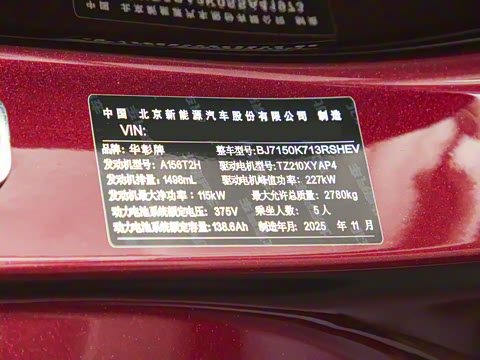 中国 北京新能源汽车股份有限公司 制造
VIN:
品牌: 华彰牌 整车型号: BJ7150K713RSHEV
发动机型号: A156T2H 驱动电机型号: TZ210XYAP4
发动机排量: 1498mL 驱动电机峰值功率: 227kW
发动机最大净功率: 115kW 最大允许总质量: 2780kg
动力电池系统额定电压: 375V 乘坐人数: 5人
动力电池系统额定容量: 136.6Ah 制造年月: 2025 年 11 月